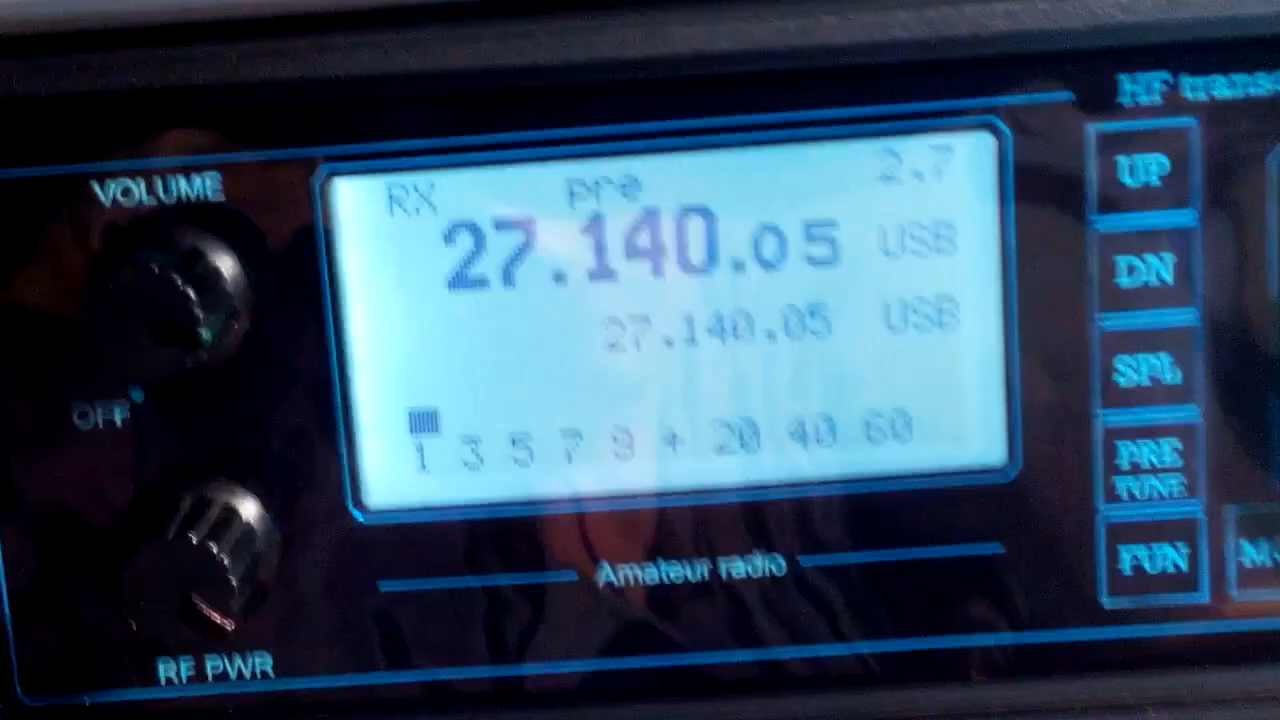 HF trans
VOLUME
RX pre 2.7
27.140.05 USB
27.140.05 USB
1 3 5 7 9 + 20 40 60
OFF
Amateur radio
RF PWR
UP
DN
SPL
PRE
TUNE
FUN